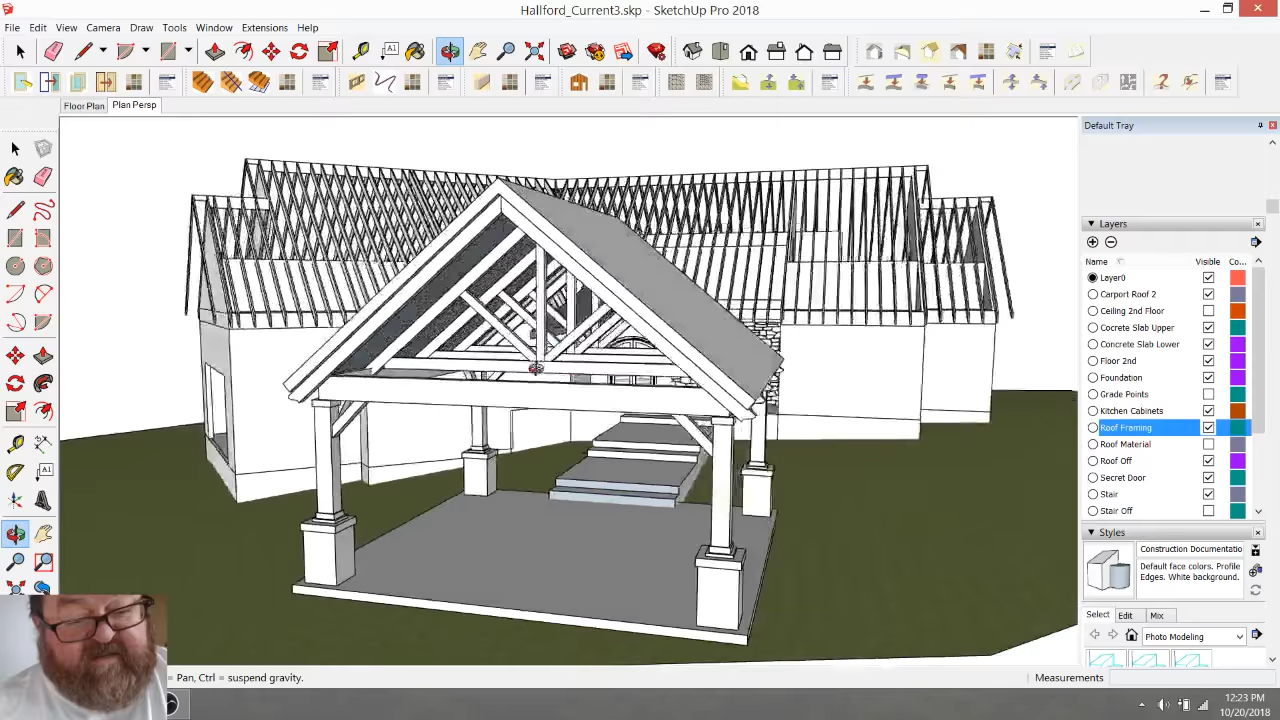 Hallford_Current3.skp - SketchUp Pro 2018
File Edit View Camera Draw Tools Window Extensions Help
Floor Plan Plan Persp
Default Tray
Layers
Name Visible Co...
Layer0
Carport Roof 2
Ceiling 2nd Floor
Cocrete Slab Upper
Concrete Slab Lower
Floor 2nd
Foundation
Grade Points
Kitchen Cabinets
Roof Framing
Roof Material
Roof Off
Secret Door
Stair
Stair Off
Styles
Construction Documentatio
Default face colors. Profile
Edges. White background.
Select Edit Mix
Photo Modeling
= Pan, Ctrl = suspend gravity.
Measurements
12:23 PM
10/20/2018